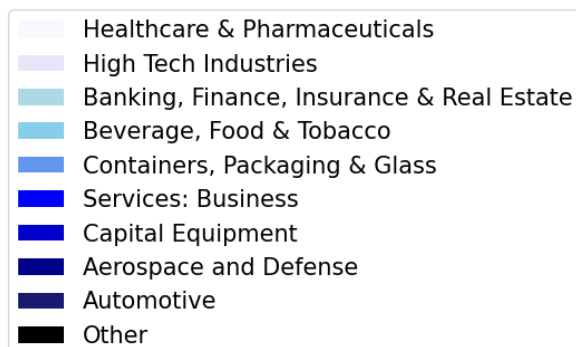 Healthcare & Pharmaceuticals
High Tech Industries
Banking, Finance, Insurance & Real Estate
Beverage, Food & Tobacco
Containers, Packaging & Glass
Services: Business
Capital Equipment
Aerospace and Defense
Automotive
Other